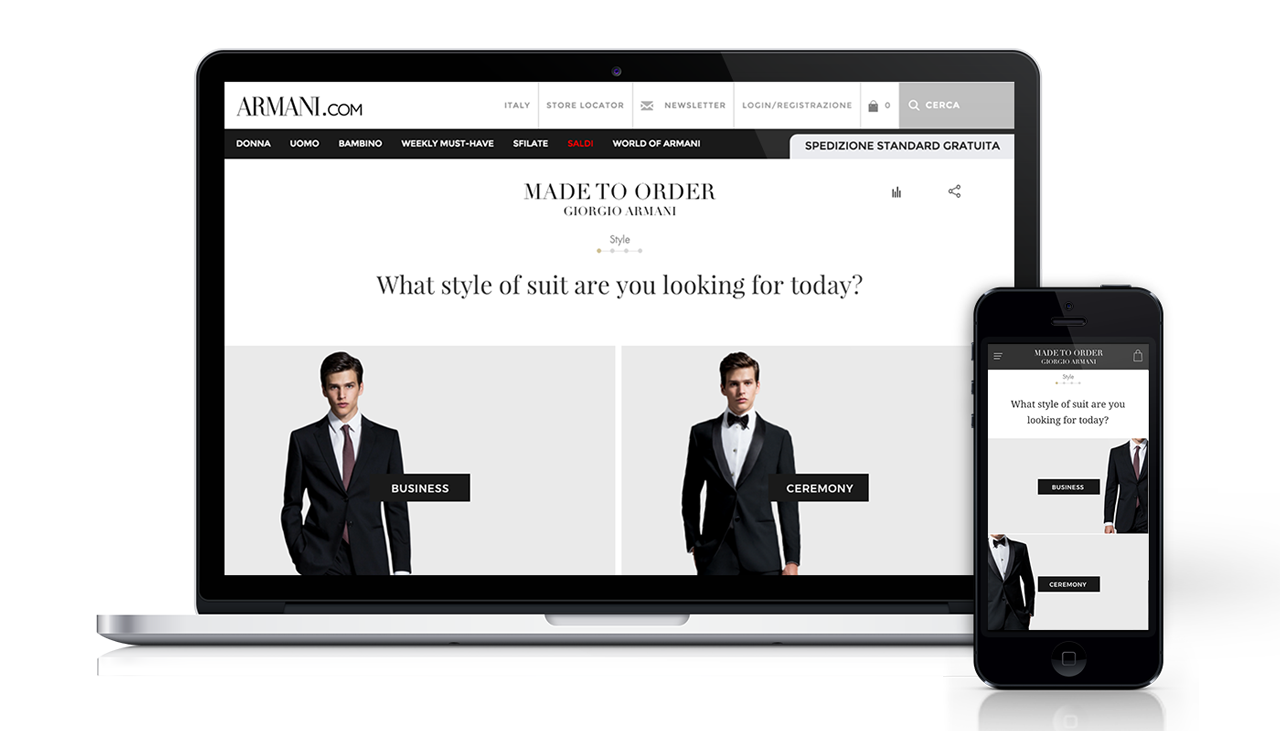 ARMANI.COM
ITALY
STORE LOCATOR
NEWSLETTER
LOGIN/REGISTRAZIONE
0
CERCA
DONNA UOMO BAMBINO WEEKLY MUST-HAVE SFILATE SALDI WORLD OF ARMANI
SPEDIZIONE STANDARD GRATUITA
MADE TO ORDER
GIORGIO ARMANI
Style
What style of suit are you looking for today?
BUSINESS
CEREMONY
MADE TO ORDER
GIORGIO ARMANI
Style
What style of suit are you
looking for today?
BUSINESS
CEREMONY